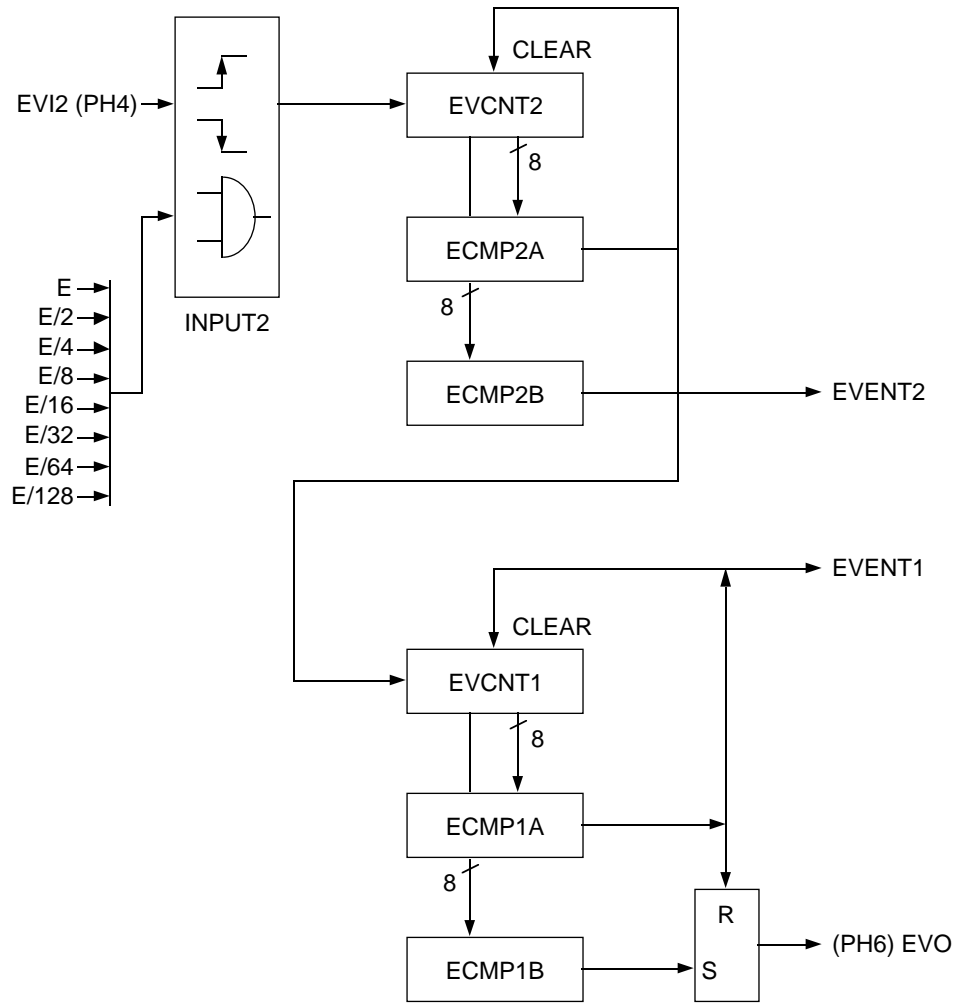 CLEAR
EVI2 (PH4)
EVCNT2
8
ECMP2A
8
E
E/2
E/4
E/8
E/16
E/32
E/64
E/128
INPUT2
ECMP2B
EVENT2
EVENT1
CLEAR
EVCNT1
8
ECMP1A
8
R
S
(PH6) EVO
ECMP1B